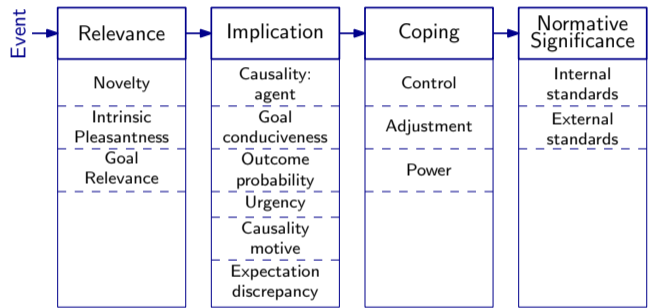 Event
Relevance
Novelty
Intrinsic
Pleasantness
Goal
Relevance
Implication
Causality:
agent
Goal
conduciveness
Outcome
probability
Urgency
Causality
motive
Expectation
discrepancy
Coping
Control
Adjustment
Power
Normative
Significance
Internal
standards
External
standards